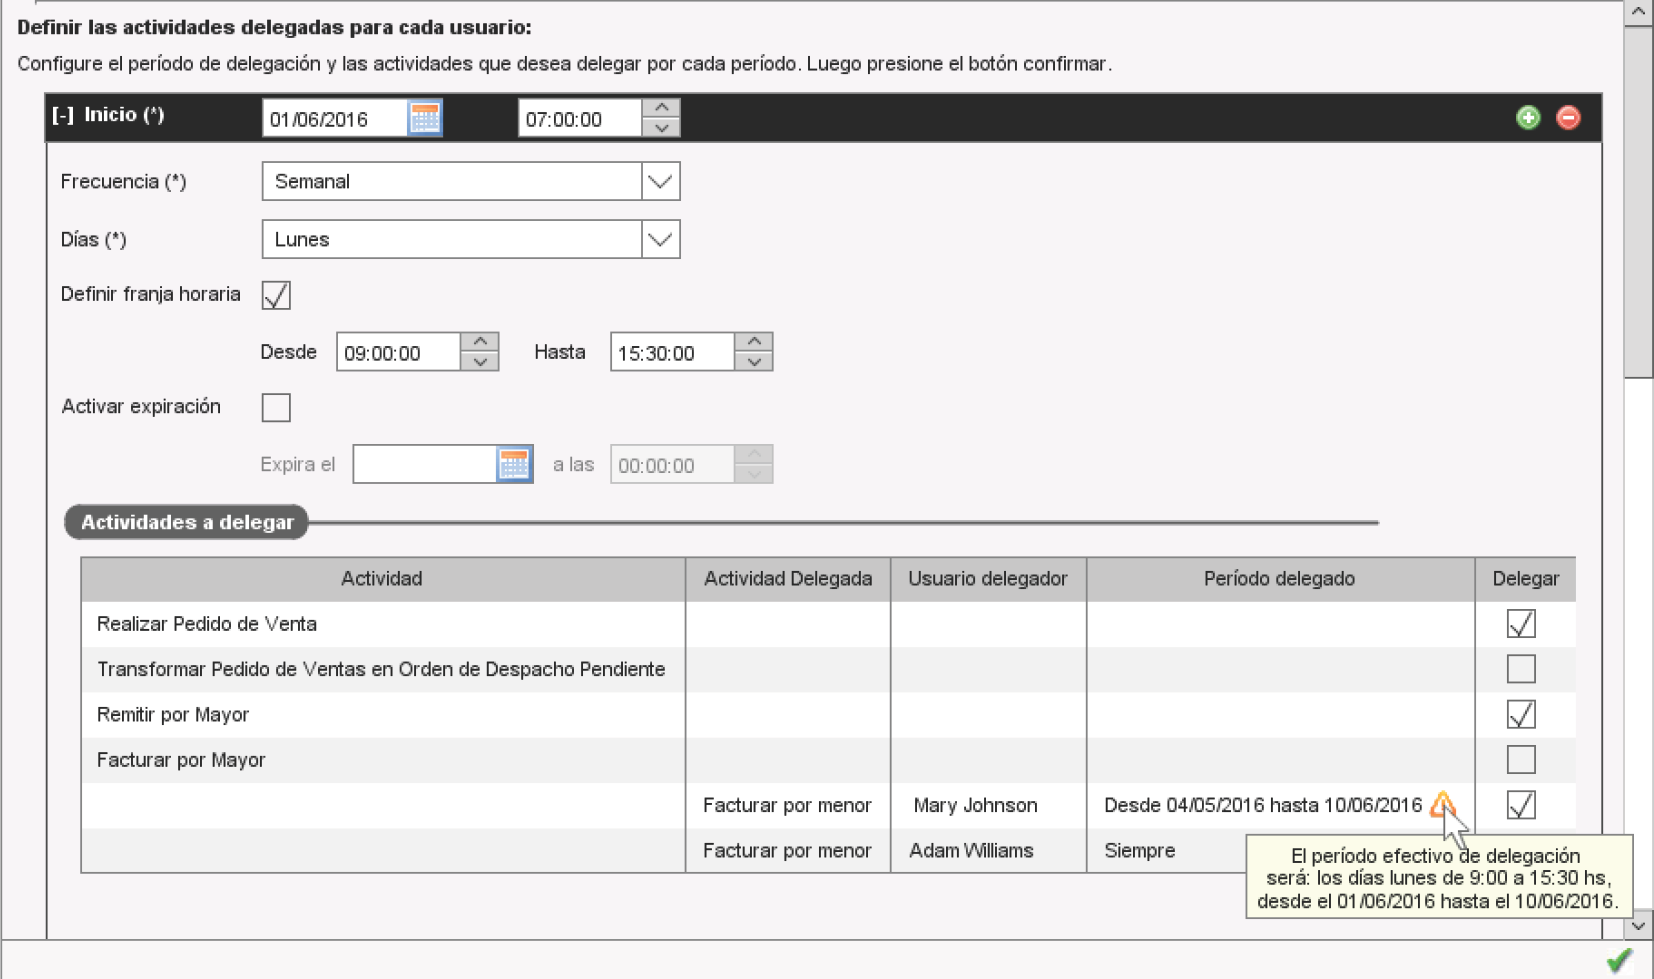 Definir las actividades delegadas para cada usuario:
Configure el período de delegación y las actividades que desea delegar por cada período. Luego presione el botón confirmar.
[-] Inicio (*) 01/06/2016 07:00:00
Frecuencia (*) Semanal
Días (*) Lunes
Definir franja horaria
Desde 09:00:00 Hasta 15:30:00
Activar expiración
Expira el a las 00:00:00
Actividades a delegar
Actividad Actividad Delegada Usuario delegador Período delegado Delegar
Realizar Pedido de Venta
Transformar Pedido de Ventas en Orden de Despacho Pendiente
Remitir por Mayor
Facturar por Mayor
Facturar por menor Mary Johnson Desde 04/05/2016 hasta 10/06/2016
Facturar por menor Adam Williams Siempre
El período efectivo de delegación
será: los días lunes de 9:00 a 15:30 hs,
desde el 01/06/2016 hasta el 10/06/2016.